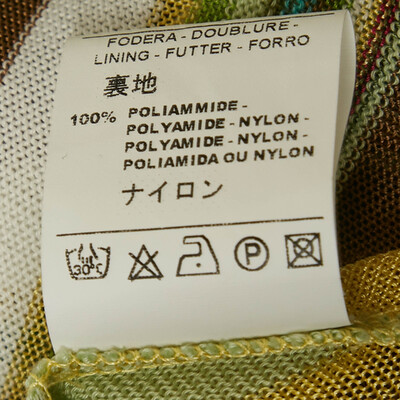 FODERA - DOUBLURE -
LINING - FUTTER - FORRO
裏地
100% POLIAMMIDE -
POLYAMIDE - NYLON -
POLYAMIDE - NYLON -
POLIAMIDA OU NYLON
ナイロン
30°C P